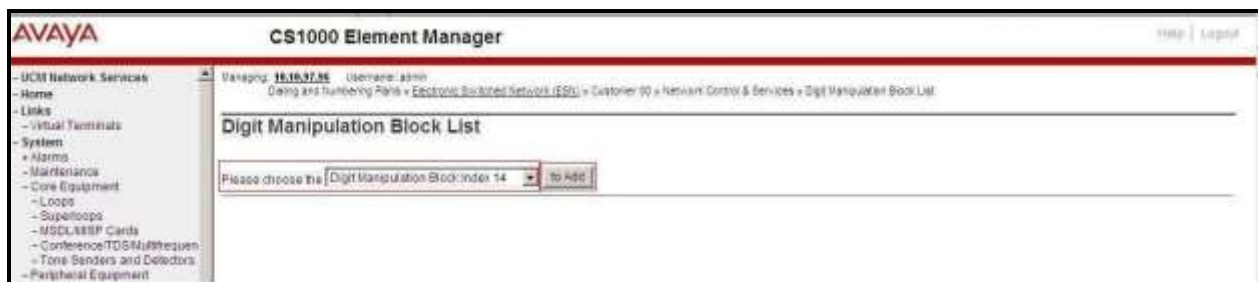 AVAYA
CS1000 Element Manager
Help | Logout
- UCM Network Services
- Home
- Links
- Virtual Terminals
- System
+ Alarms
- Maintenance
- Core Equipment
- Loops
- Superloops
- MSDL/MISP Cards
- Conference/TDS/Multifrequen
- Tone Senders and Detectors
- Peripheral Equipment
Managing: 10.10.97.96 Username: admin
Dialing and Numbering Plans » Electronic Switched Network (ESN) » Customer 00 » Network Control & Services » Digit Manipulation Block List
Digit Manipulation Block List
Please choose the Digit Manipulation Block Index 14 to Add